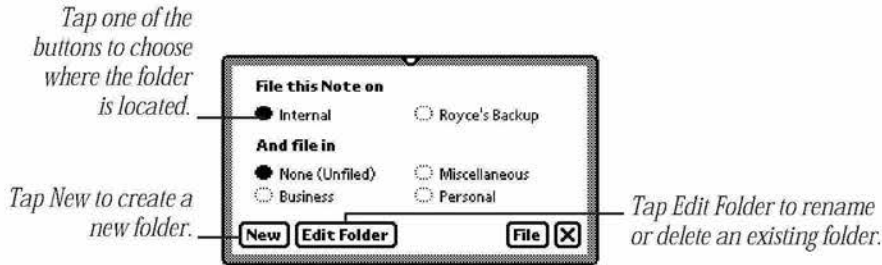 Tap one of the
buttons to choose
where the folder
is located.
File this Note on
Internal
Royce's Backup
And file in
None (Unfiled)
Miscellaneous
Business
Personal
Tap New to create a
new folder.
New
Edit Folder
File
X
Tap Edit Folder to rename
or delete an existing folder.